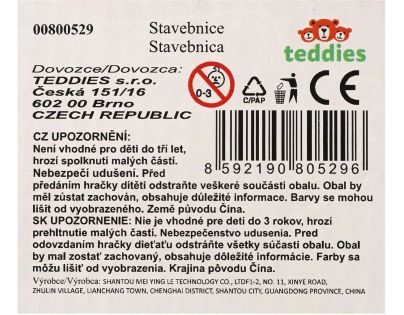 00800529
Stavebnice
Stavebnica
teddies
Dovozce/Dovozca:
TEDDIES s.r.o.
Česká 151/16
602 00 Brno
CZECH REPUBLIC
0-3
C/PÁP
CE
8 592190 805296
CZ UPOZORNĚNÍ:
Není vhodné pro děti do tří let,
hrozí spolknutí malých částí.
Nebezpečí udušení. Před
předáním hračky dítěti odstraňte veškeré součásti obalu. Obal by
měl zůstat zachován, obsahuje důležité informace. Barvy se mohou
lišit od vyobrazeného. Země původu Čína.
SK UPOZORNENIE: Nie je vhodné pre deti do 3 rokov, hrozí
prehltnutie malých častí. Nebezpečenstvo udusenia. Pred
odovzdaním hračky dieťaťu odstráňte všetky súčasti obalu. Obal
by mal zostať zachovaný, obsahuje dôležité informácie. Farby sa
môžu líšiť od vyobrazenia. Krajina pôvodu Čína.
Výrobce/Výrobca: SHANTOU MEI YING LE TECHNOLOGY CO., LTDF1-2, NO. 11, XINYE ROAD,
ZHULIN VILLAGE, LIANCHANG TOWN, CHENGHAI DISTRICT, SHANTOU CITY, GUANGDONG PROVINCE, CHINA